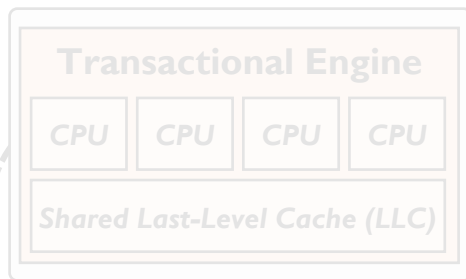 Transactional Engine
CPU CPU CPU CPU
Shared Last-Level Cache (LLC)